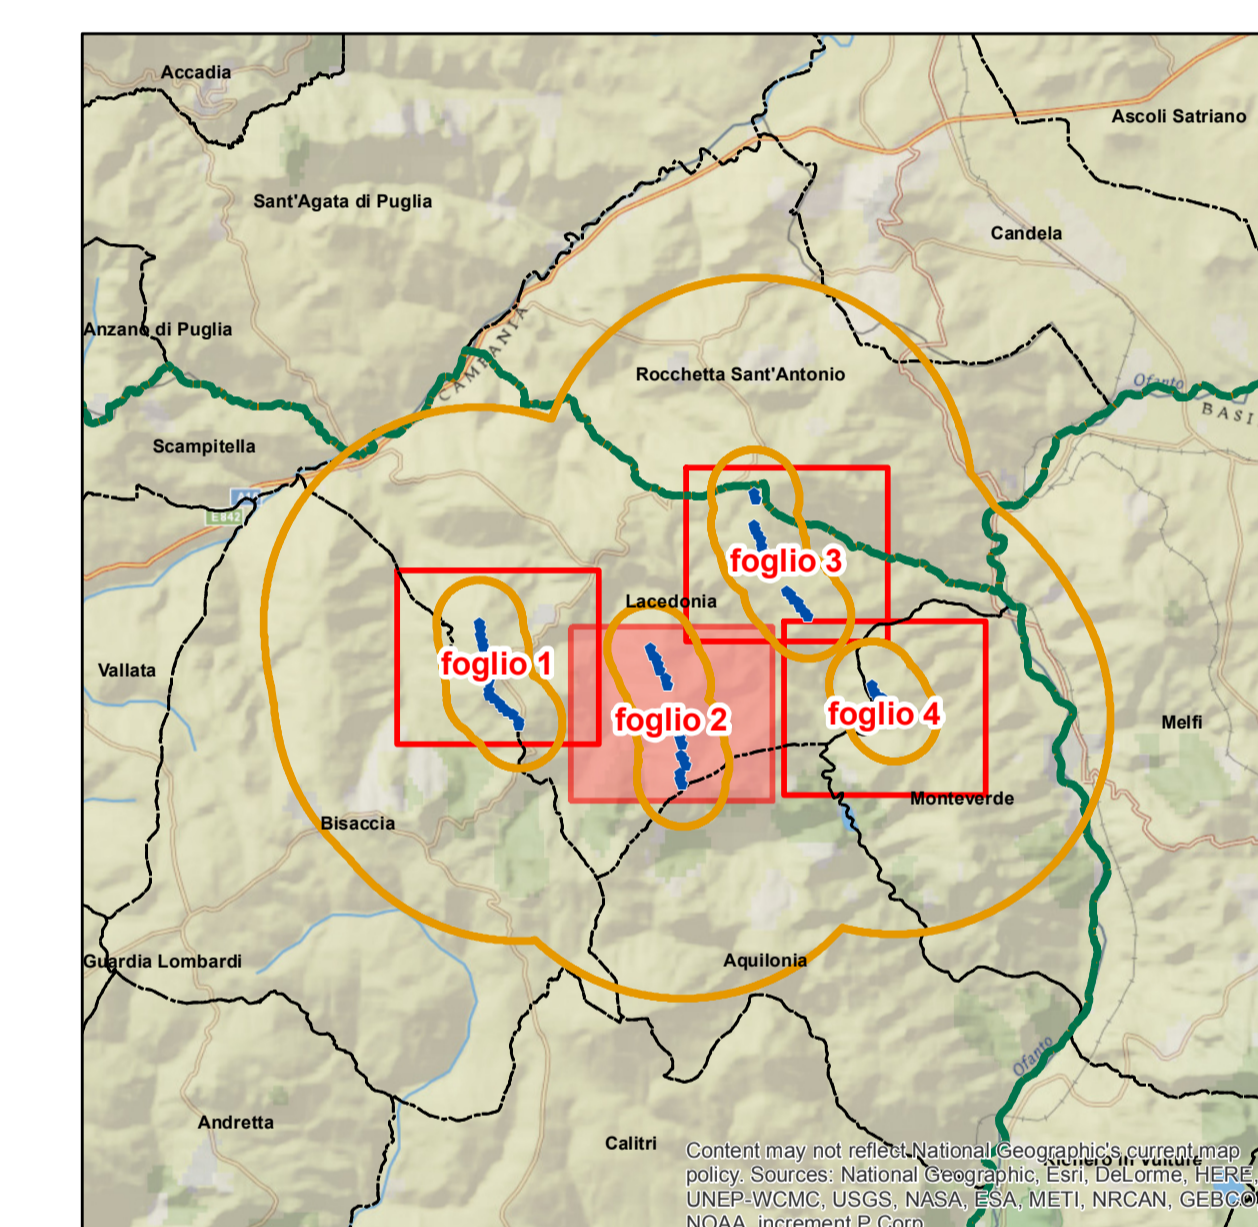 Accadia
Ascoli Satriano
Sant'Agata di Puglia
Candela
Anzano di Puglia
CAMPANIA
Rocchetta Sant'Antonio
Ofanto
BASI
Scampitella
E842
foglio 3
Lacedonia
foglio 1
Vallata
foglio 2
foglio 4
Melfi
Monteverde
Bisaccia
Guardia Lombardi
Aquilonia
Ofanto
Andretta
Calitri
Content may not reflect National Geographic's current map
policy. Sources: National Geographic, Esri, DeLorme, HERE
UNEP-WCMC, USGS, NASA, ESA, METI, NRCAN, GEBCO
NOAA, increment P Corp.